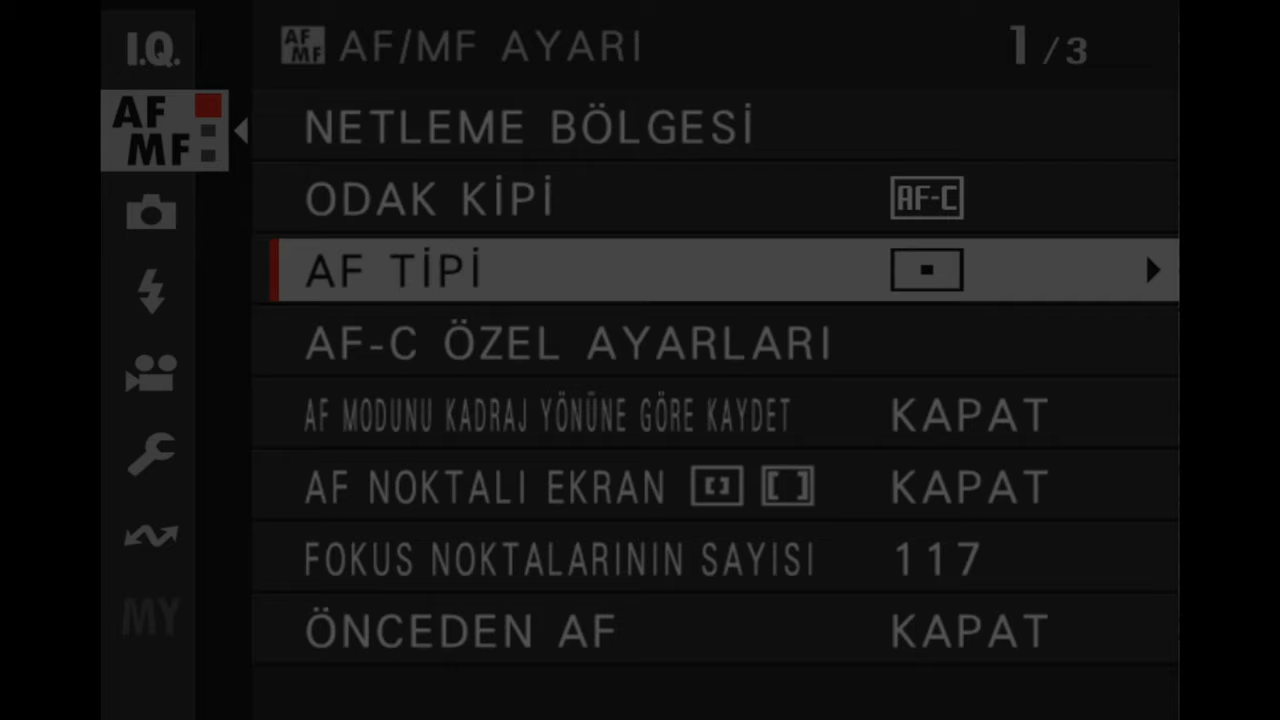 I.Q.
AF MF AF/MF AYARI 1/3
AF
MF
NETLEME BÖLGESİ
ODAK KİPİ AF-C
AF TİPİ
AF-C ÖZEL AYARLARI
AF MODUNU KADRAJ YÖNÜNE GÖRE KAYDET KAPAT
AF NOKTALI EKRAN KAPAT
FOKUS NOKTALARININ SAYISI 117
ÖNCEDEN AF KAPAT
MY